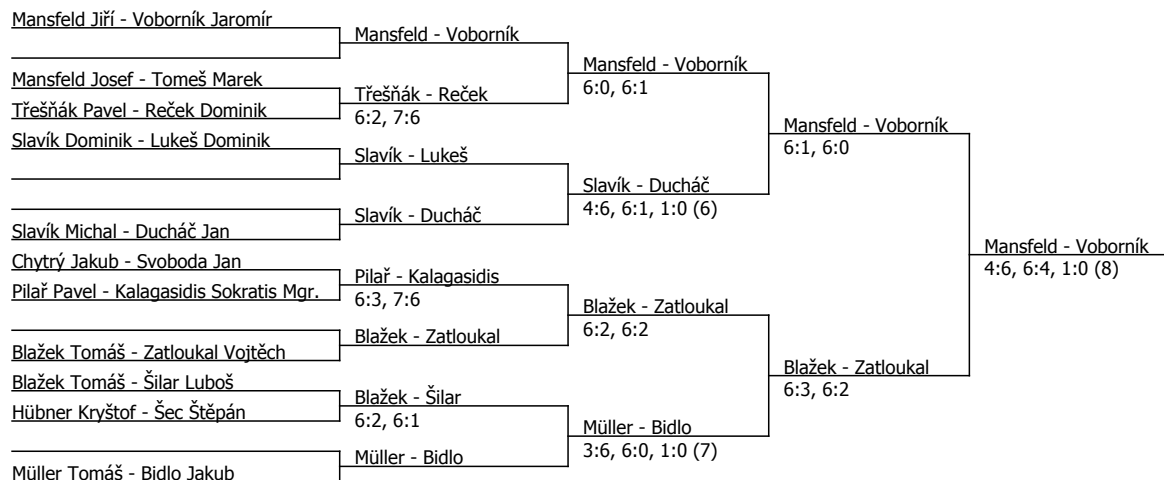 Mansfeld Jiří - Voborník Jaromír
Mansfeld Josef - Tomeš Marek
Třešňák Pavel - Reček Dominik
Slavík Dominik - Lukeš Dominik
Slavík Michal - Ducháč Jan
Chytrý Jakub - Svoboda Jan
Pilař Pavel - Kalagasidis Sokratis Mgr.
Blažek Tomáš - Zatloukal Vojtěch
Blažek Tomáš - Šilar Luboš
Hübner Kryštof - Šec Štěpán
Müller Tomáš - Bidlo Jakub
Mansfeld - Voborník
Třešňák - Reček
6:2, 7:6
Slavík - Lukeš
Slavík - Ducháč
Pilař - Kalagasidis
6:3, 7:6
Blažek - Zatloukal
Blažek - Šilar
6:2, 6:1
Müller - Bidlo
Mansfeld - Voborník
6:0, 6:1
Slavík - Ducháč
4:6, 6:1, 1:0 (6)
Blažek - Zatloukal
6:2, 6:2
Müller - Bidlo
3:6, 6:0, 1:0 (7)
Mansfeld - Voborník
6:1, 6:0
Blažek - Zatloukal
6:3, 6:2
Mansfeld - Voborník
4:6, 6:4, 1:0 (8)